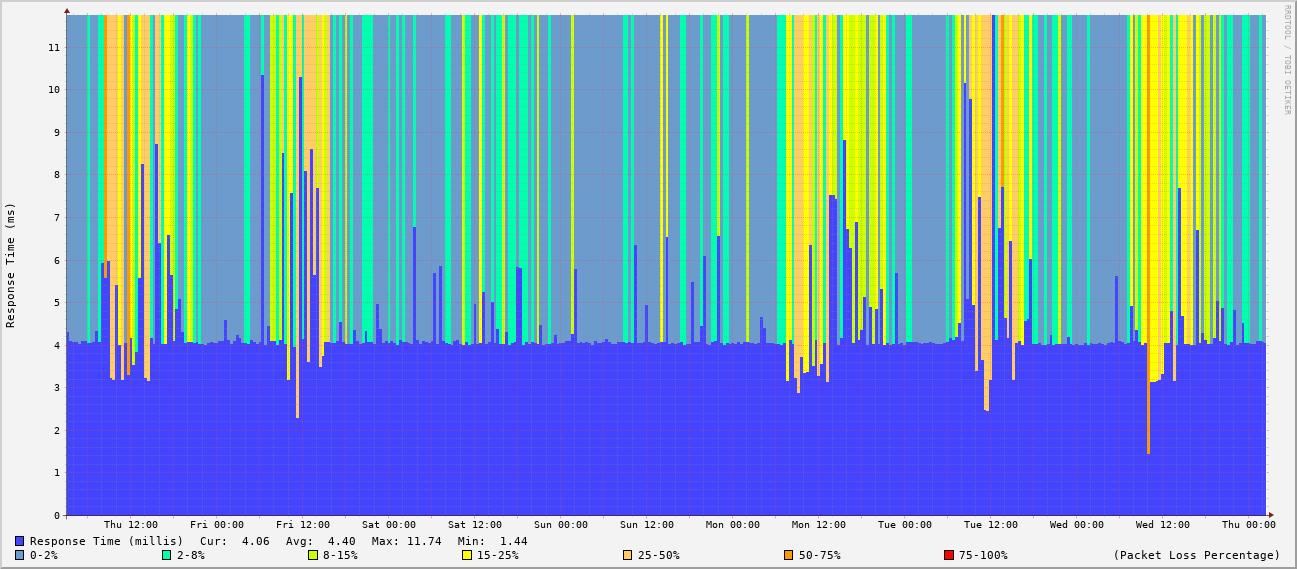 RRDTOOL / TOBI OETIKER
Response Time (ms)
11
10
9
8
7
6
5
4
3
2
1
0
Thu 12:00 Fri 00:00 Fri 12:00 Sat 00:00 Sat 12:00 Sun 00:00 Sun 12:00 Mon 00:00 Mon 12:00 Tue 00:00 Tue 12:00 Wed 00:00 Wed 12:00 Thu 00:00
Response Time (millis) Cur: 4.06 Avg: 4.40 Max: 11.74 Min: 1.44
0-2% 2-8% 8-15% 15-25% 25-50% 50-75% 75-100% (Packet Loss Percentage)